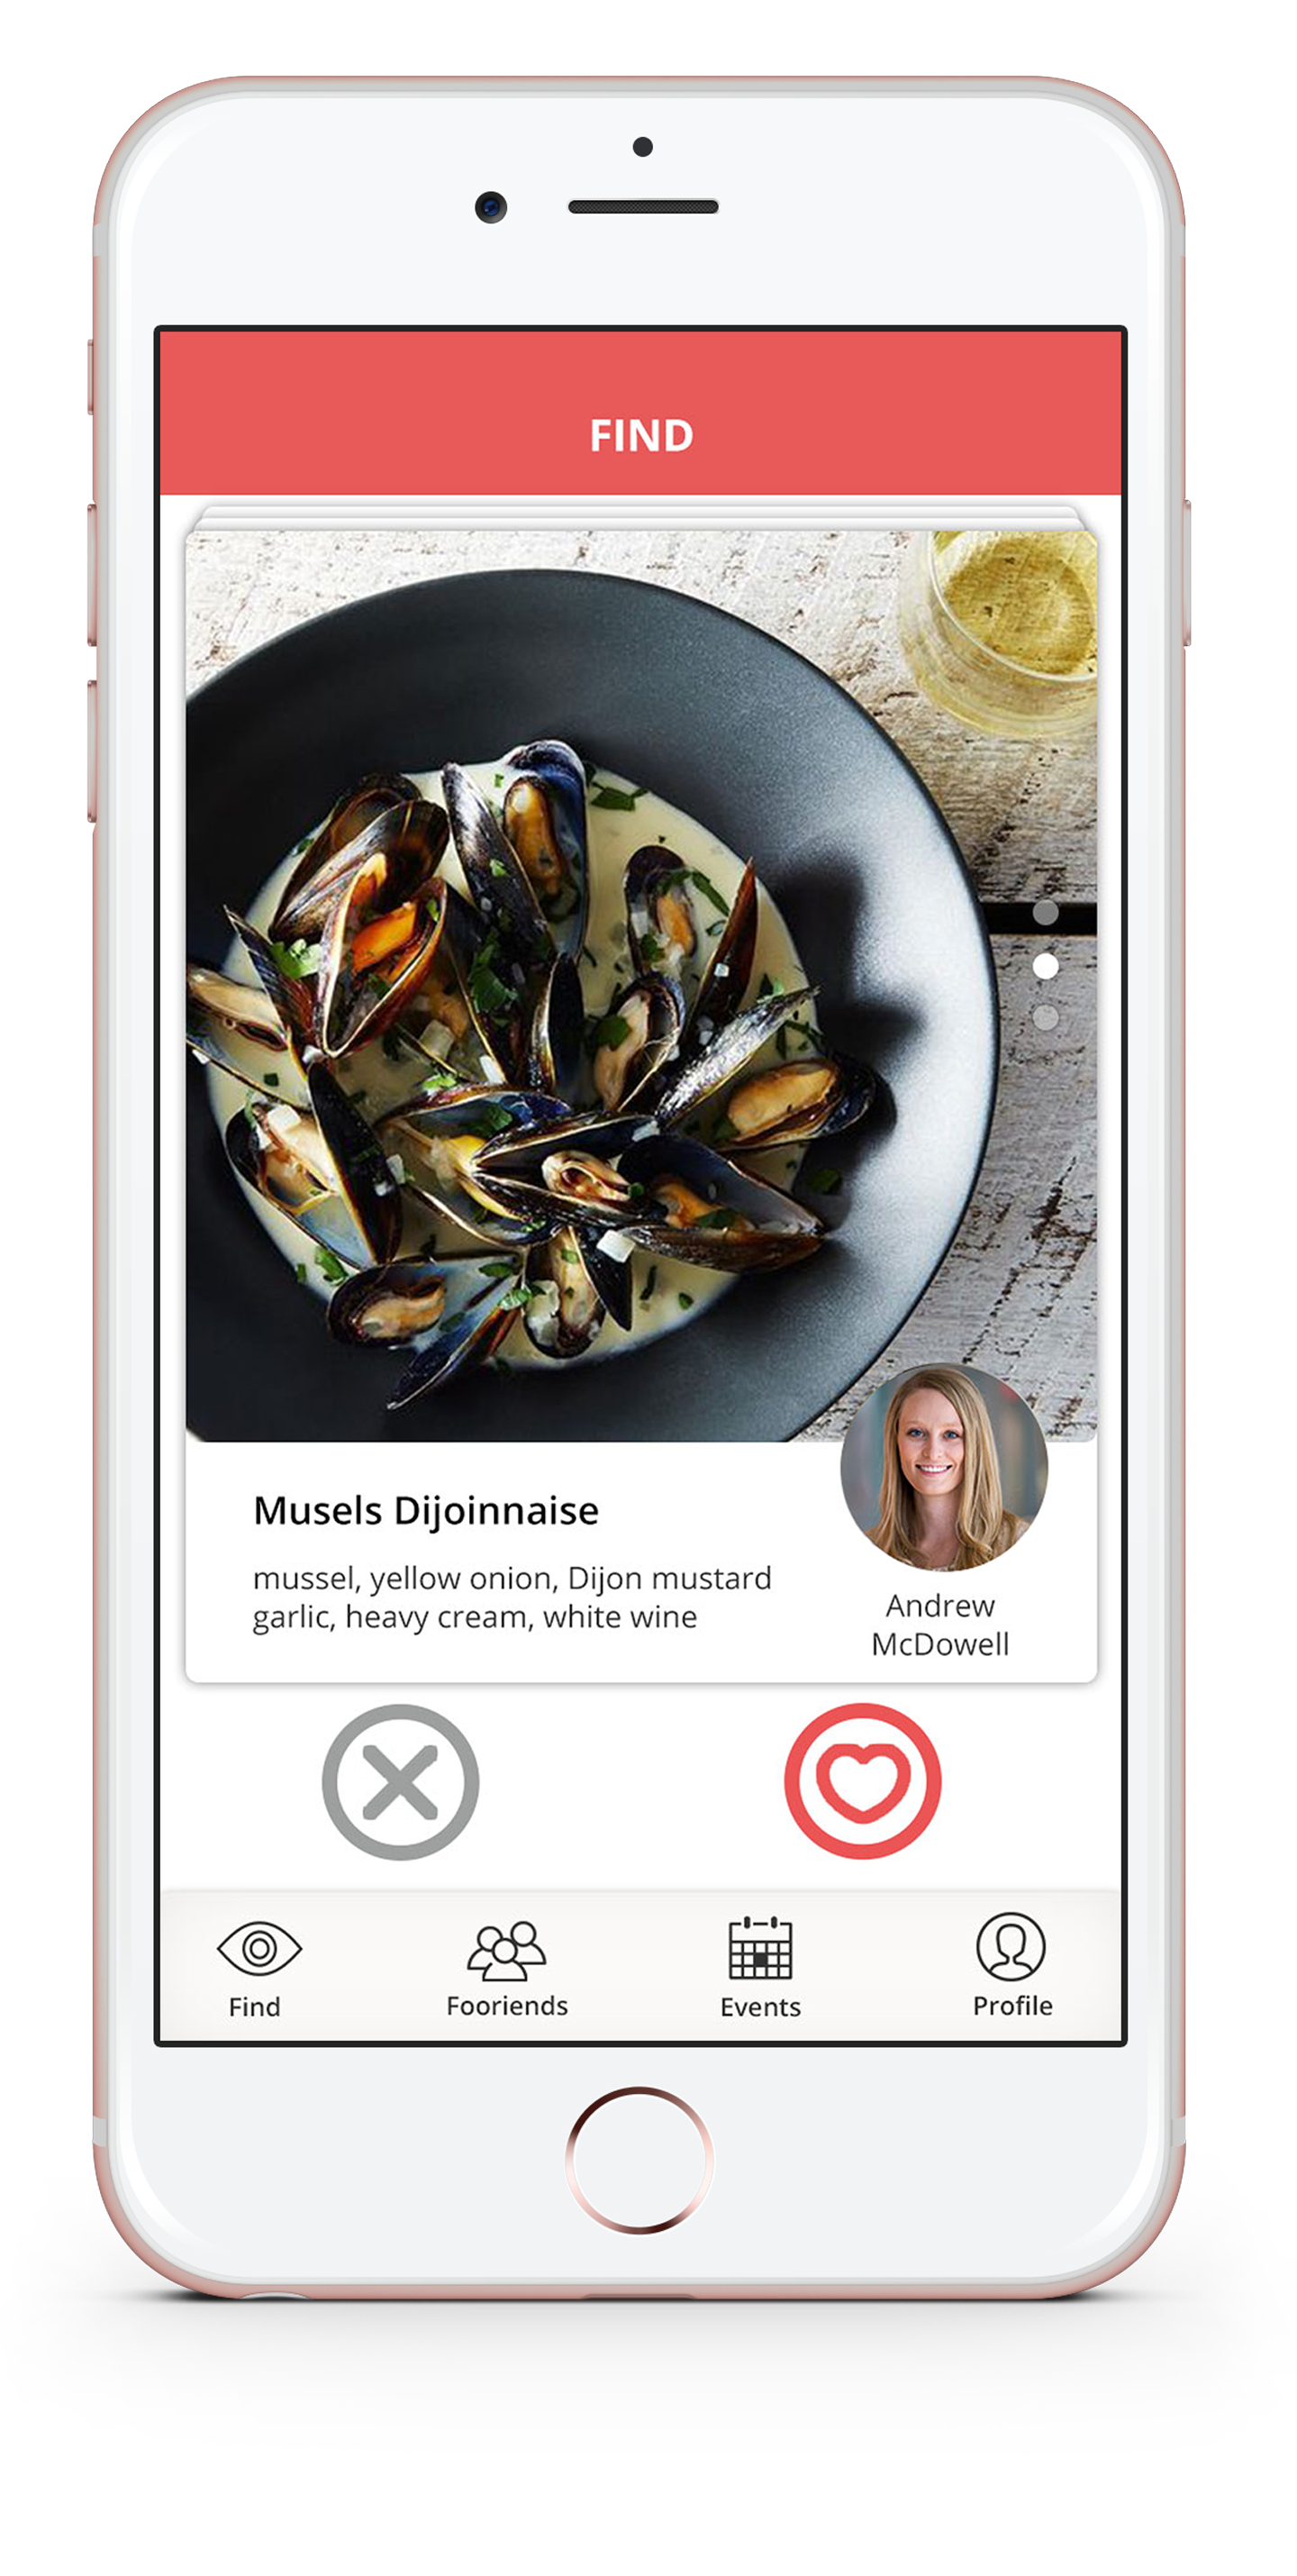 FIND
Musels Dijoinnaise
mussel, yellow onion, Dijon mustard
garlic, heavy cream, white wine
Andrew
McDowell
Find
Fooriends
Events
Profile